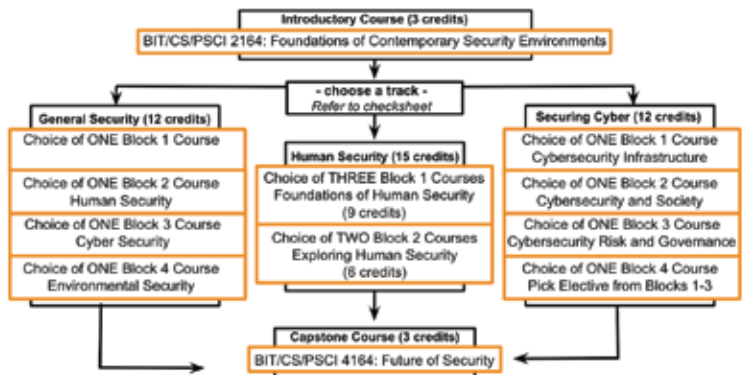 Introductory Course (3 credits)
BIT/CS/PSCI 2164: Foundations of Contemporary Security Environments
- choose a track -
Refer to checksheet
General Security (12 credits)
Choice of ONE Block 1 Course
Choice of ONE Block 2 Course
Human Security
Choice of ONE Block 3 Course
Cyber Security
Choice of ONE Block 4 Course
Environmental Security
Human Security (15 credits)
Choice of THREE Block 1 Courses
Foundations of Human Security
(9 credits)
Choice of TWO Block 2 Courses
Exploring Human Security
(6 credits)
Securing Cyber (12 credits)
Choice of ONE Block 1 Course
Cybersecurity Infrastructure
Choice of ONE Block 2 Course
Cybersecurity and Society
Choice of ONE Block 3 Course
Cybersecurity Risk and Governance
Choice of ONE Block 4 Course
Pick Elective from Blocks 1-3
Capstone Course (3 credits)
BIT/CS/PSCI 4164: Future of Security